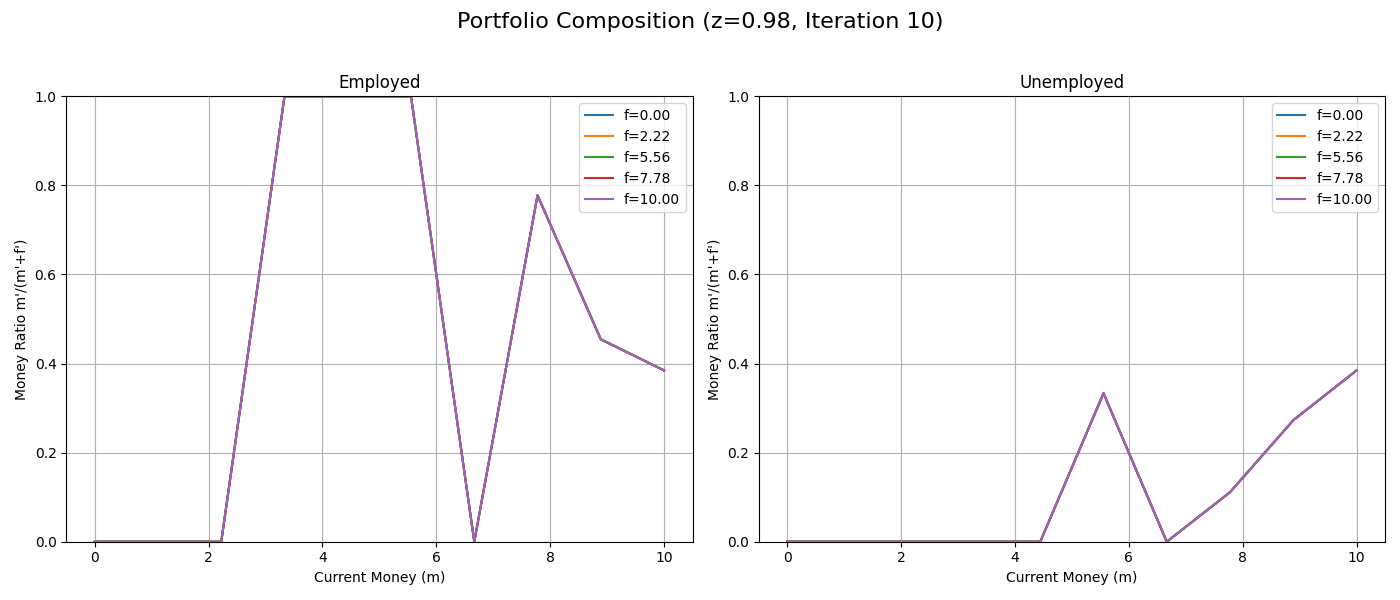 Portfolio Composition (z=0.98, Iteration 10)
Employed
Money Ratio m'/(m'+f')
1.0
0.8
0.6
0.4
0.2
0.0
f=0.00
f=2.22
f=5.56
f=7.78
f=10.00
0 2 4 6 8 10
Current Money (m)
Unemployed
Money Ratio m'/(m'+f')
1.0
0.8
0.6
0.4
0.2
0.0
f=0.00
f=2.22
f=5.56
f=7.78
f=10.00
0 2 4 6 8 10
Current Money (m)